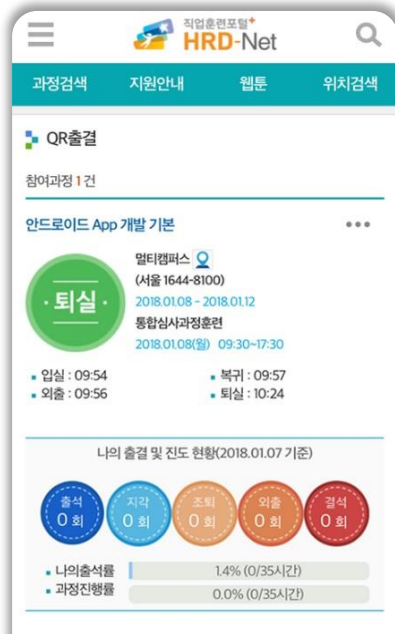 직업훈련포털+
HRD-Net
과정검색 지원안내 웹툰 위치검색
QR출결
참여과정 1 건
안드로이드 App 개발 기본
멀티캠퍼스
(서울 1644-8100)
· 퇴실 ·
2018.01.08 - 2018.01.12
통합심사과정훈련
2018.01.08(월) 09:30~17:30
입실 : 09:54 복귀 : 09:57
외출 : 09:56 퇴실 : 10:24
나의 출결 및 진도 현황(2018.01.07 기준)
출석 지각 조퇴 외출 결석
0 회 0 회 0 회 0 회 0 회
나의출석률 1.4% (0/35시간)
과정진행률 0.0% (0/35시간)